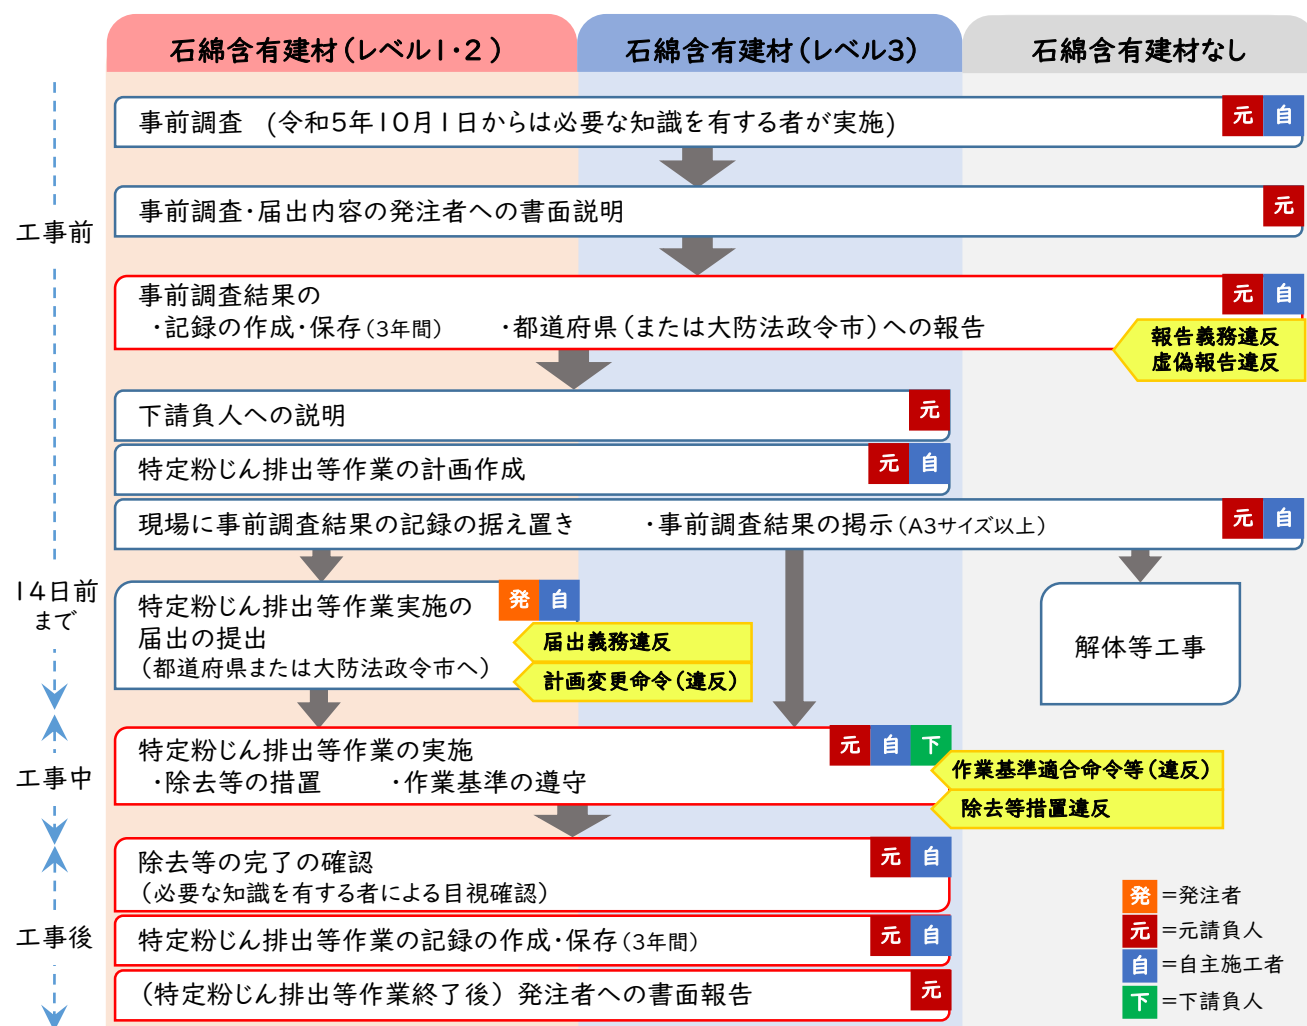 石綿含有建材(レベル1・2)
石綿含有建材(レベル3)
石綿含有建材なし
工事前
事前調査 (令和5年10月1日からは必要な知識を有する者が実施)
元 自
事前調査・届出内容の発注者への書面説明
元
事前調査結果の
・記録の作成・保存(3年間) ・都道府県(または大防法政令市)への報告
元 自
報告義務違反
虚偽報告違反
下請負人への説明
元
特定粉じん排出等作業の計画作成
元 自
現場に事前調査結果の記録の据え置き ・事前調査結果の掲示(A3サイズ以上)
元 自
14日前
まで
特定粉じん排出等作業実施の
届出の提出
(都道府県または大防法政令市へ)
発 自
届出義務違反
計画変更命令(違反)
解体等工事
工事中
特定粉じん排出等作業の実施
・除去等の措置 ・作業基準の遵守
元 自 下
作業基準適合命令等(違反)
除去等措置違反
工事後
除去等の完了の確認
(必要な知識を有する者による目視確認)
元 自
特定粉じん排出等作業の記録の作成・保存(3年間)
元 自
(特定粉じん排出等作業終了後)発注者への書面報告
元
発=発注者
元=元請負人
自=自主施工者
下=下請負人